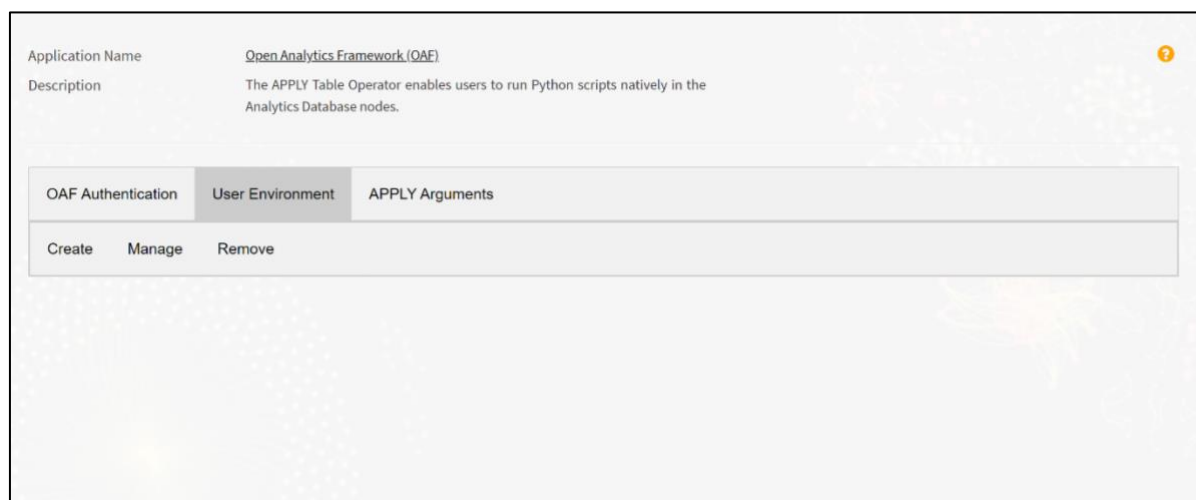 Application Name
Open Analytics Framework (OAF)
Description
The APPLY Table Operator enables users to run Python scripts natively in the
Analytics Database nodes.
OAF Authentication User Environment APPLY Arguments
Create Manage Remove